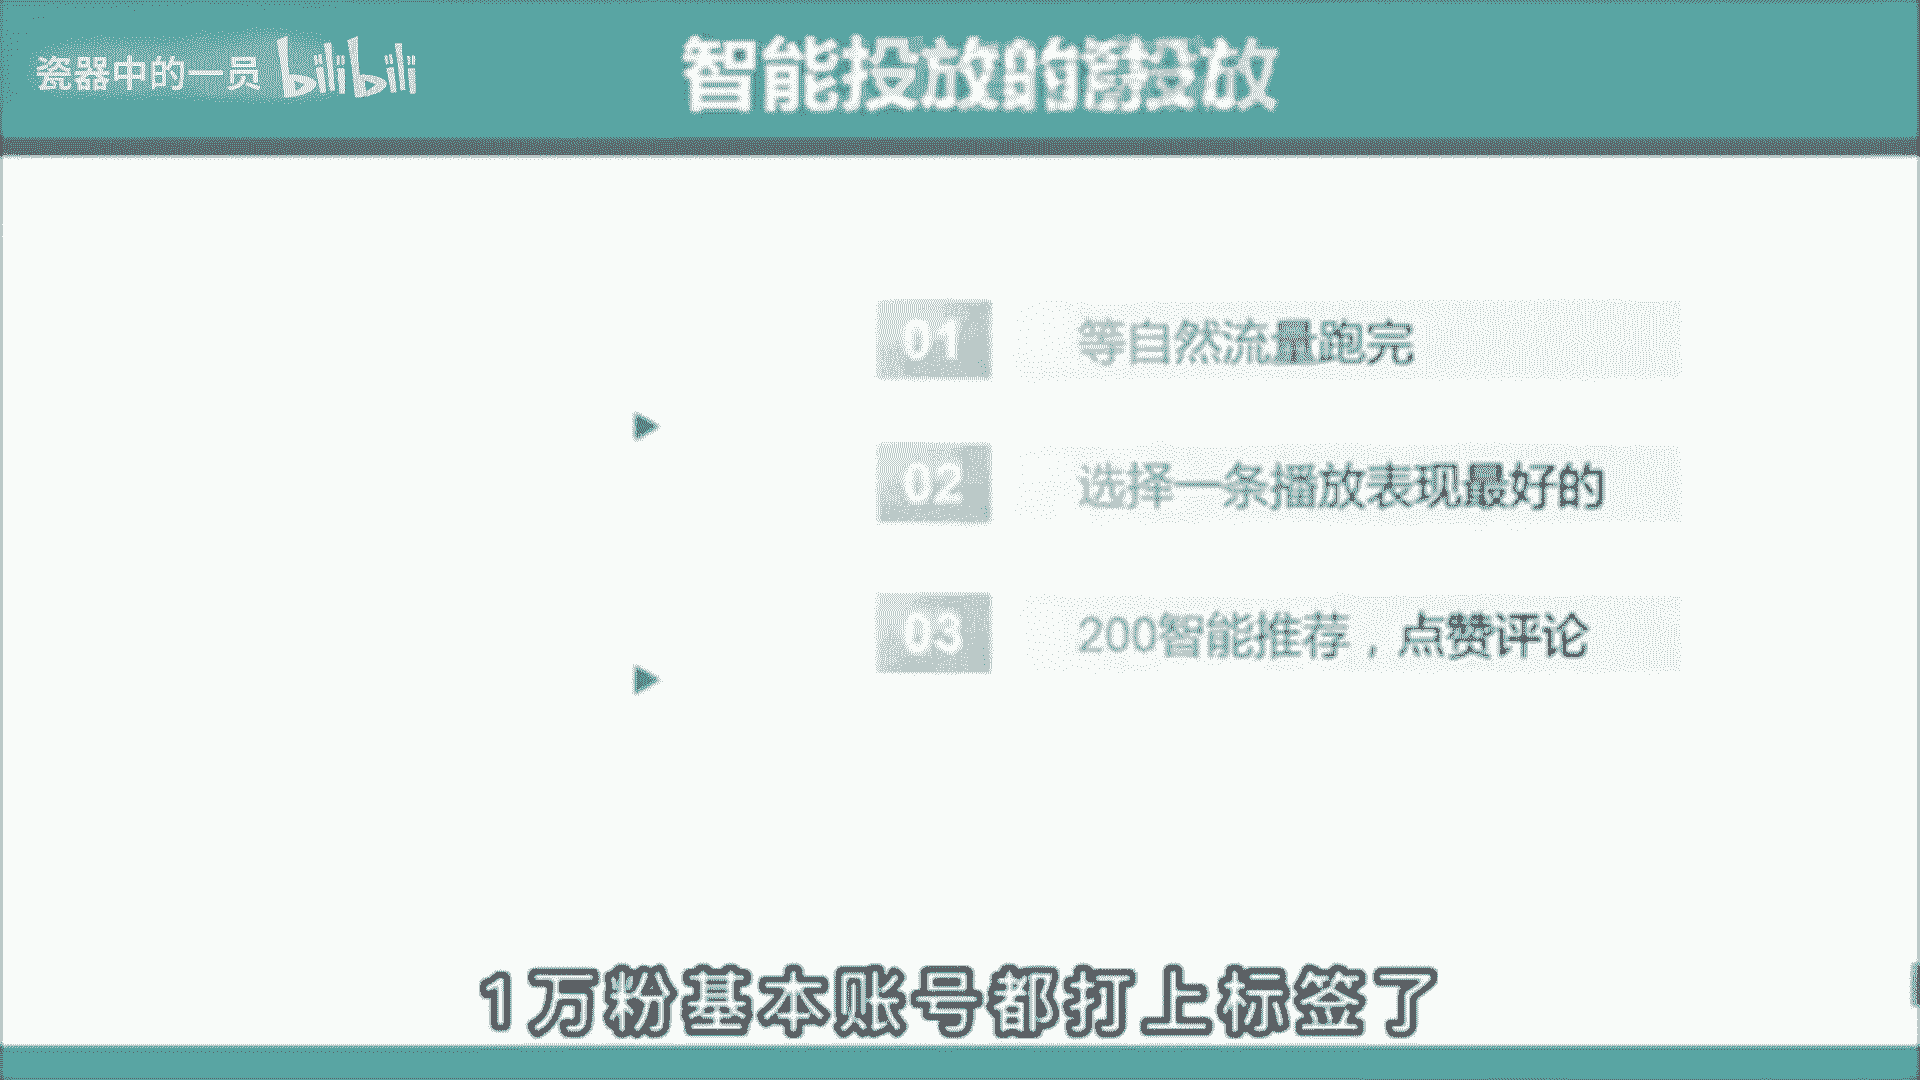 瓷器中的一员 bilibili
智能投放的投放
01 等自然流量跑完
02 选择一条播放表现最好的
03 200智能推荐，点赞评论
1万粉基本账号都打上标签了